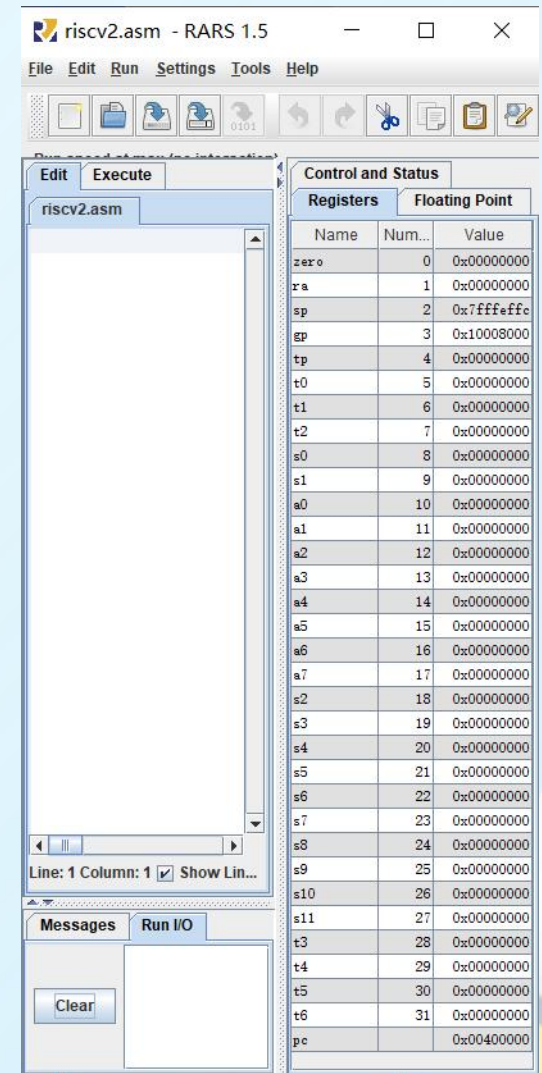 riscv2.asm - RARS 1.5
File Edit Run Settings Tools Help
Run speed at max (no interaction)
Edit Execute
riscv2.asm
Line: 1 Column: 1 Show Lin...
Messages Run I/O
Clear
Control and Status
Registers Floating Point
Name Num... Value
zero 0 0x00000000
ra 1 0x00000000
sp 2 0x7fffeffc
gp 3 0x10008000
tp 4 0x00000000
t0 5 0x00000000
t1 6 0x00000000
t2 7 0x00000000
s0 8 0x00000000
s1 9 0x00000000
a0 10 0x00000000
a1 11 0x00000000
a2 12 0x00000000
a3 13 0x00000000
a4 14 0x00000000
a5 15 0x00000000
a6 16 0x00000000
a7 17 0x00000000
s2 18 0x00000000
s3 19 0x00000000
s4 20 0x00000000
s5 21 0x00000000
s6 22 0x00000000
s7 23 0x00000000
s8 24 0x00000000
s9 25 0x00000000
s10 26 0x00000000
s11 27 0x00000000
t3 28 0x00000000
t4 29 0x00000000
t5 30 0x00000000
t6 31 0x00000000
pc 0x00400000